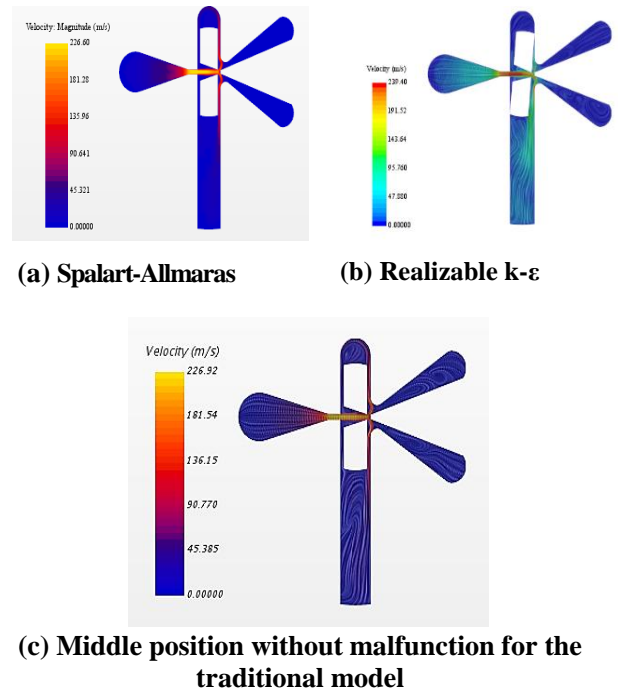 Velocity: Magnitude (m/s)
226.60
181.28
135.96
90.641
45.321
0.00000
Velocity (m/s)
239.40
191.52
143.64
95.760
47.880
0.00000
(a) Spalart-Allmaras
(b) Realizable k-ε
Velocity (m/s)
226.92
181.54
136.15
90.770
45.385
0.00000
(c) Middle position without malfunction for the
traditional model